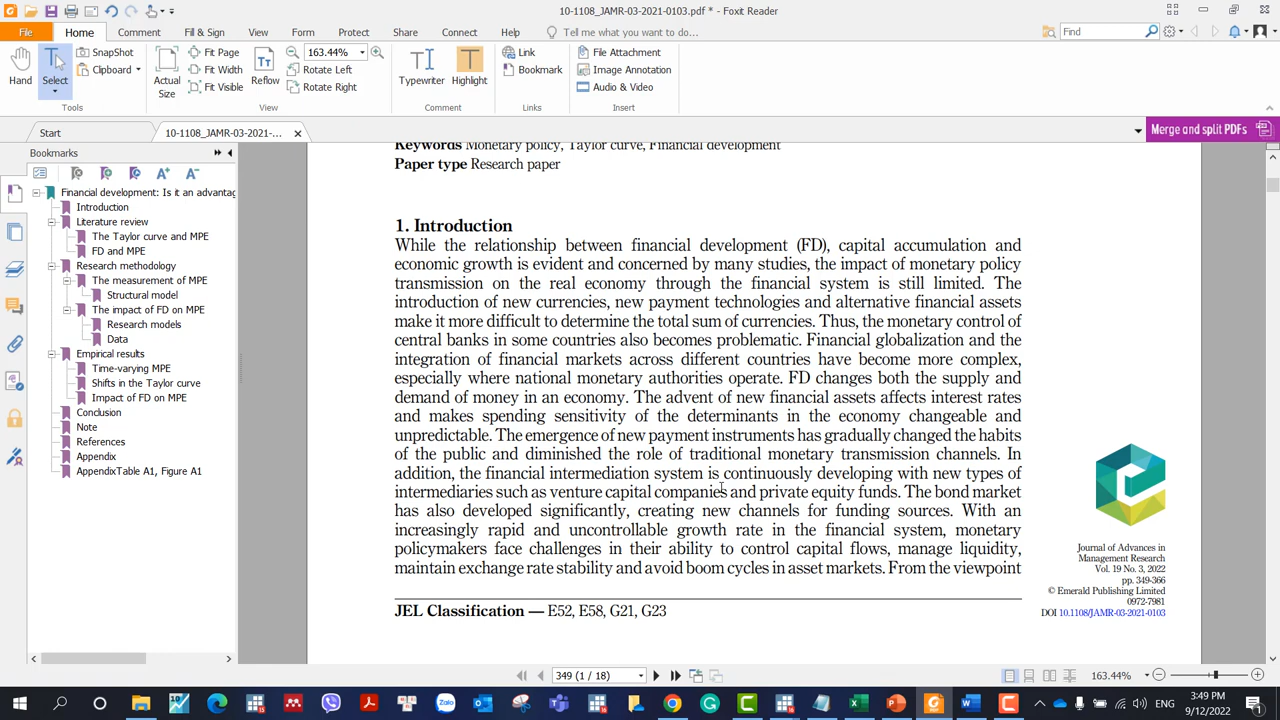 10-1108_JAMR-03-2021-0103.pdf * - Foxit Reader
File Home Comment Fill & Sign View Form Protect Share Connect Help Tell me what you want to do... Find
Hand
Select
SnapShot
Clipboard
Tools
Actual Size
Fit Page
Fit Width
Fit Visible
Reflow
163.44%
Rotate Left
Rotate Right
View
Typewriter
Highlight
Comment
Link
Bookmark
Links
File Attachment
Image Annotation
Audio & Video
Insert
Start
10-1108_JAMR-03-2021-...
Merge and split PDFs
Bookmarks
Financial development: Is it an advantag
Introduction
Literature review
The Taylor curve and MPE
FD and MPE
Research methodology
The measurement of MPE
Structural model
The impact of FD on MPE
Research models
Data
Empirical results
Time-varying MPE
Shifts in the Taylor curve
Impact of FD on MPE
Conclusion
Note
References
Appendix
AppendixTable A1, Figure A1
Keywords Monetary policy, Taylor curve, Financial development
Paper type Research paper
1. Introduction
While the relationship between financial development (FD), capital accumulation and
economic growth is evident and concerned by many studies, the impact of monetary policy
transmission on the real economy through the financial system is still limited. The
introduction of new currencies, new payment technologies and alternative financial assets
make it more difficult to determine the total sum of currencies. Thus, the monetary control of
central banks in some countries also becomes problematic. Financial globalization and the
integration of financial markets across different countries have become more complex,
especially where national monetary authorities operate. FD changes both the supply and
demand of money in an economy. The advent of new financial assets affects interest rates
and makes spending sensitivity of the determinants in the economy changeable and
unpredictable. The emergence of new payment instruments has gradually changed the habits
of the public and diminished the role of traditional monetary transmission channels. In
addition, the financial intermediation system is continuously developing with new types of
intermediaries such as venture capital companies and private equity funds. The bond market
has also developed significantly, creating new channels for funding sources. With an
increasingly rapid and uncontrollable growth rate in the financial system, monetary
policymakers face challenges in their ability to control capital flows, manage liquidity,
maintain exchange rate stability and avoid boom cycles in asset markets. From the viewpoint
JEL Classification — E52, E58, G21, G23
Journal of Advances in
Management Research
Vol. 19 No. 3, 2022
pp. 349-366
© Emerald Publishing Limited
0972-7981
DOI 10.1108/JAMR-03-2021-0103
349 (1 / 18)
163.44%
Zalo
ENG
3:49 PM
9/12/2022